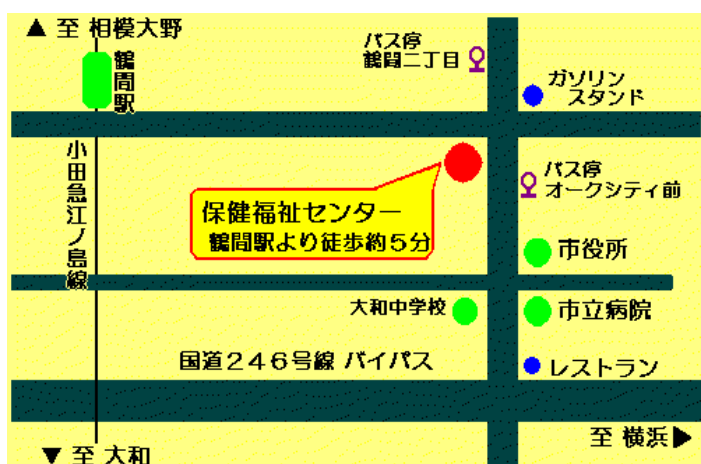 ▲ 至 相模大野
鶴間駅
バス停
鶴間二丁目
ガソリン
スタンド
小田急江ノ島線
保健福祉センター
鶴間駅より徒歩約5分
バス停
オークシティ前
市役所
大和中学校
市立病院
国道246号線 バイパス
レストラン
至 横浜▶
▼ 至 大和